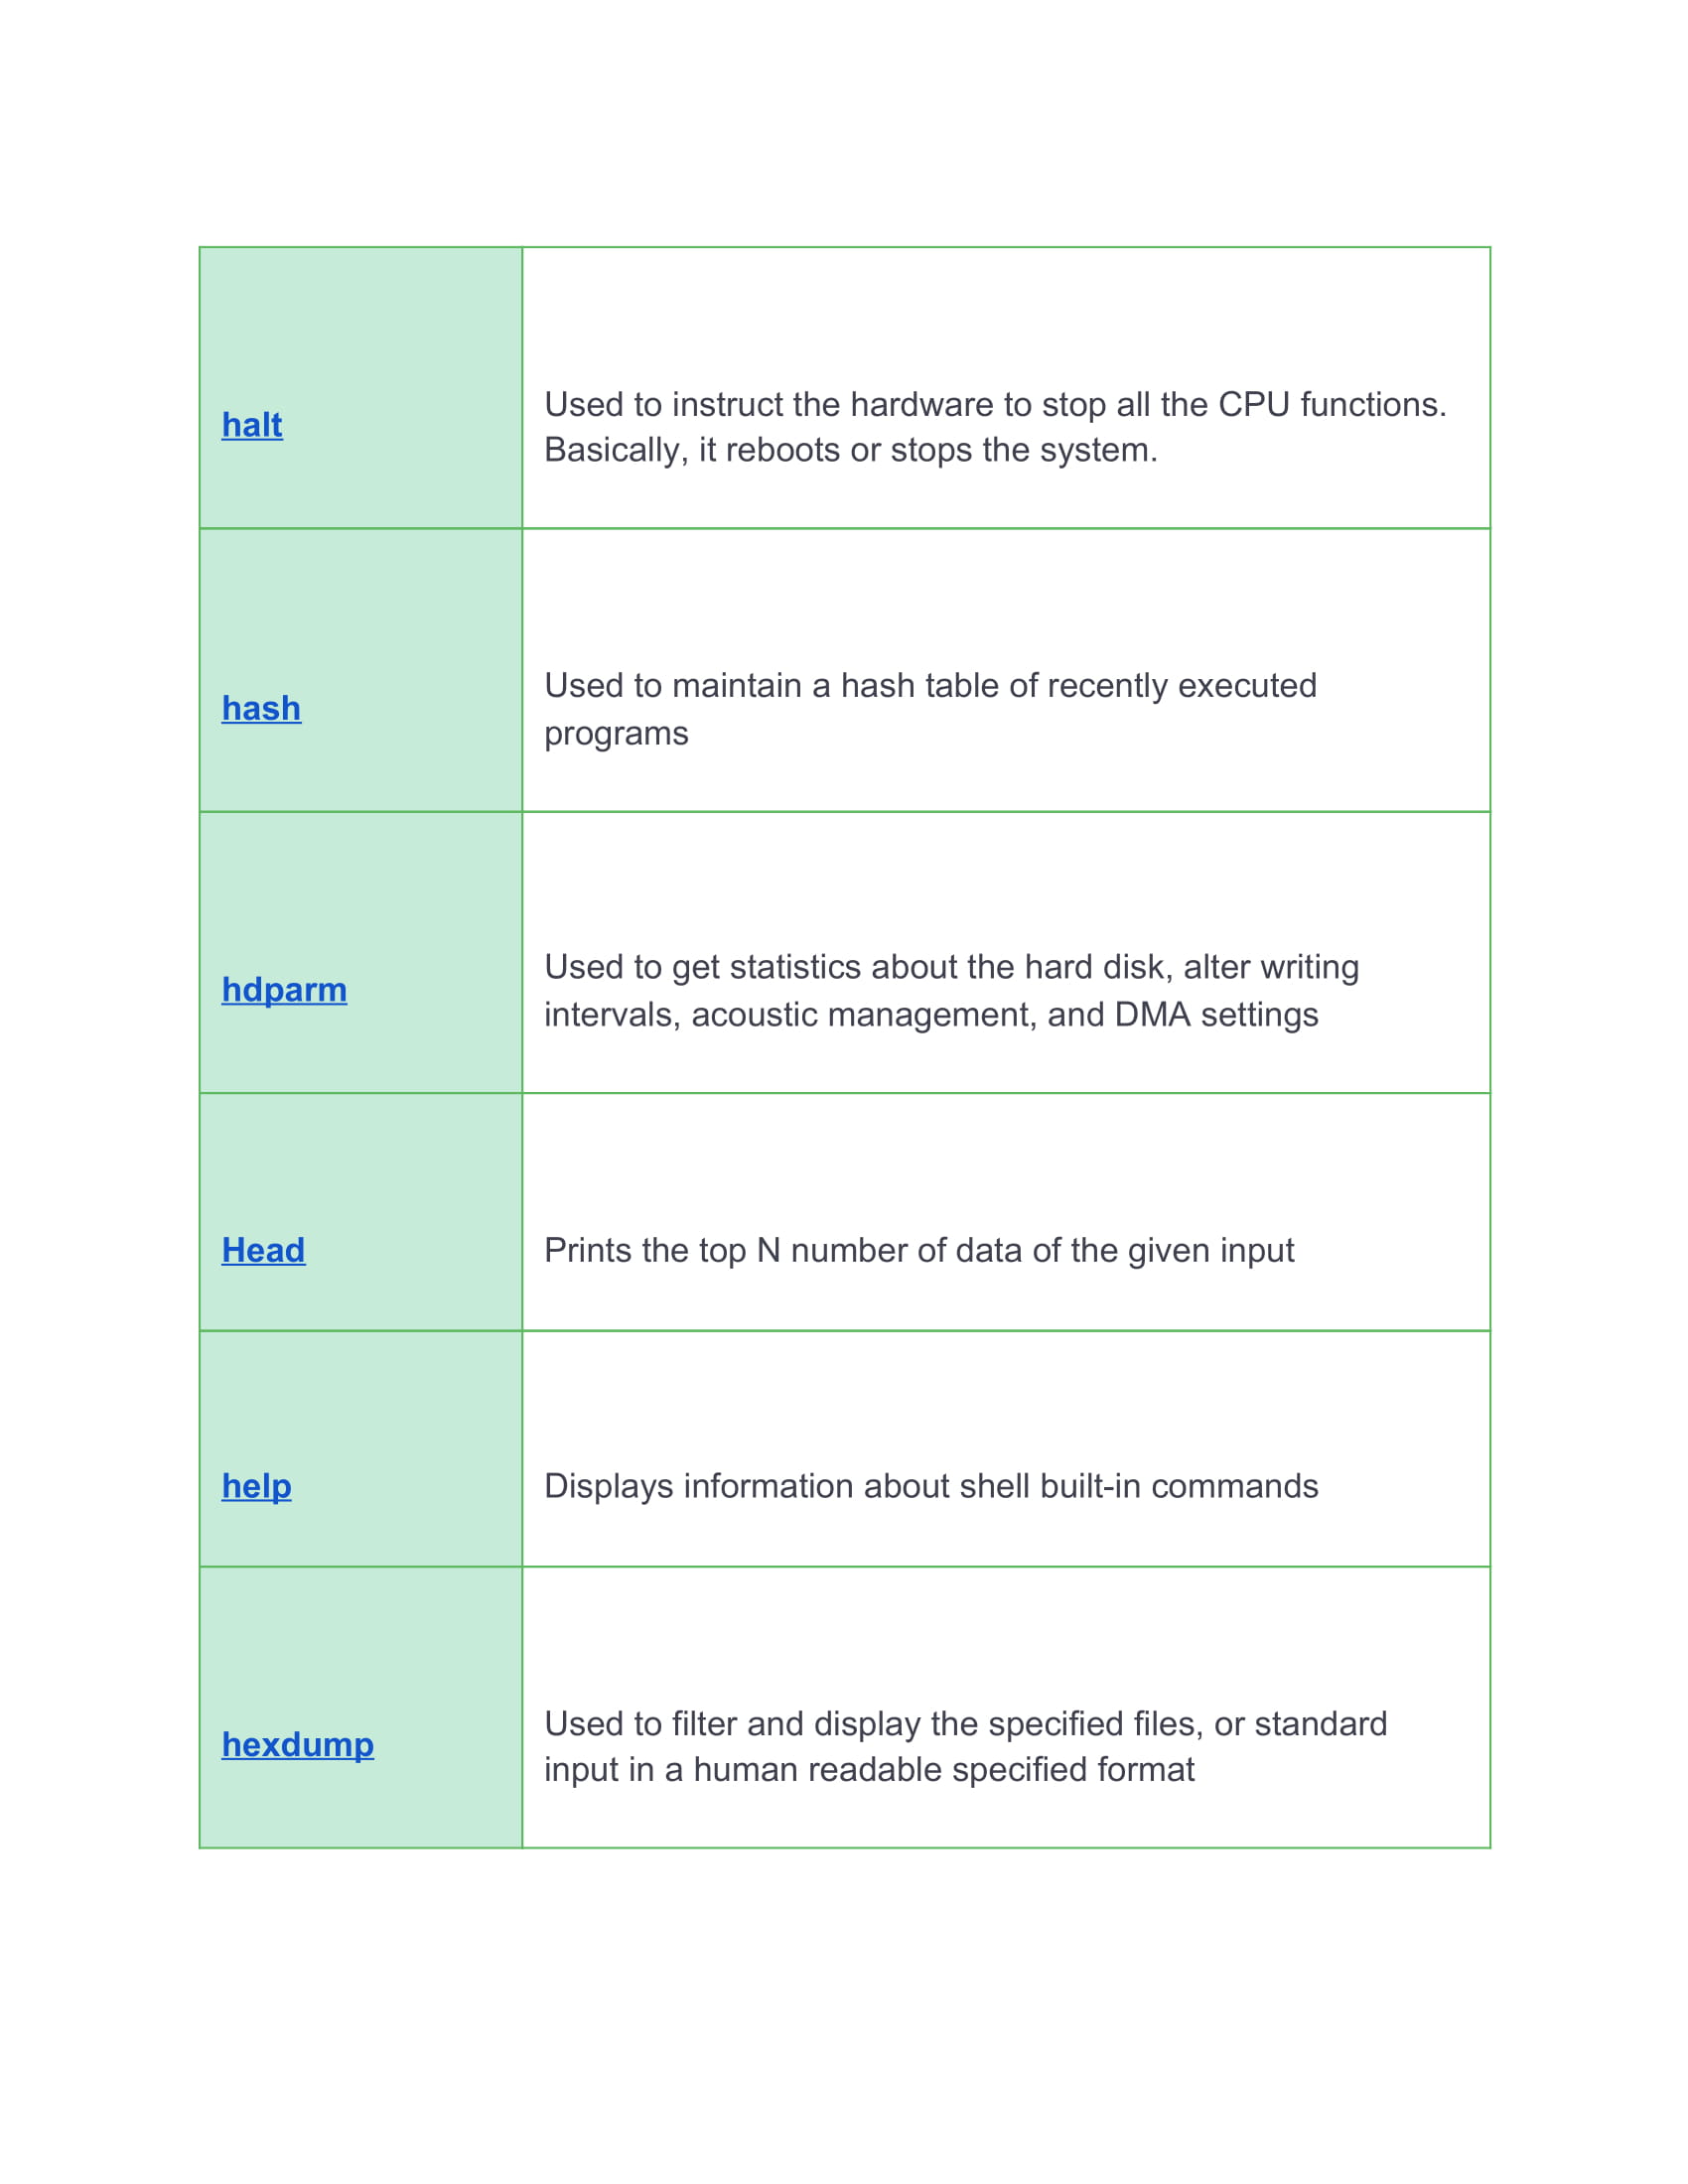 halt
Used to instruct the hardware to stop all the CPU functions.
Basically, it reboots or stops the system.
hash
Used to maintain a hash table of recently executed
programs
hdparm
Used to get statistics about the hard disk, alter writing
intervals, acoustic management, and DMA settings
Head
Prints the top N number of data of the given input
help
Displays information about shell built-in commands
hexdump
Used to filter and display the specified files, or standard
input in a human readable specified format